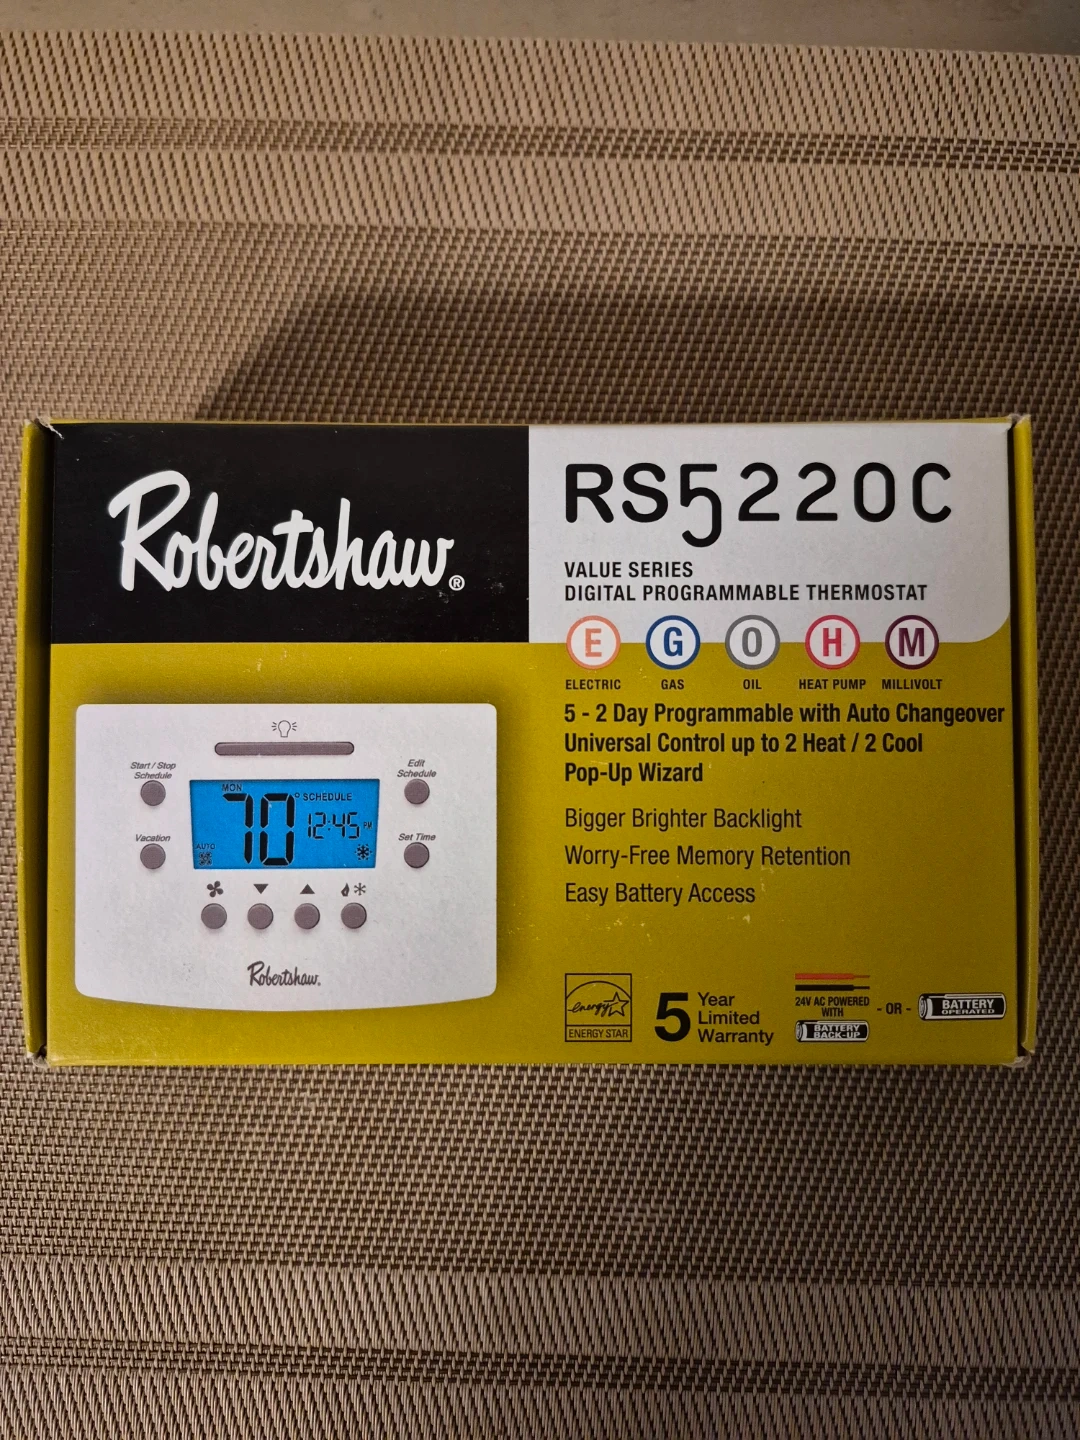 Robertshaw®
RS5220C
VALUE SERIES
DIGITAL PROGRAMMABLE THERMOSTAT
E G O H M
ELECTRIC GAS OIL HEAT PUMP MILLIVOLT
5 - 2 Day Programmable with Auto Changeover
Universal Control up to 2 Heat / 2 Cool
Pop-Up Wizard
Bigger Brighter Backlight
Worry-Free Memory Retention
Easy Battery Access
Start / Stop
Schedule
Edit
Schedule
MON
70° SCHEDULE
12:45 PM
AUTO
Vacation
Set Time
Robertshaw®
energy
ENERGY STAR
5 Year
Limited
Warranty
24V AC POWERED
WITH
BATTERY
BACK-UP
- OR -
BATTERY
OPERATED